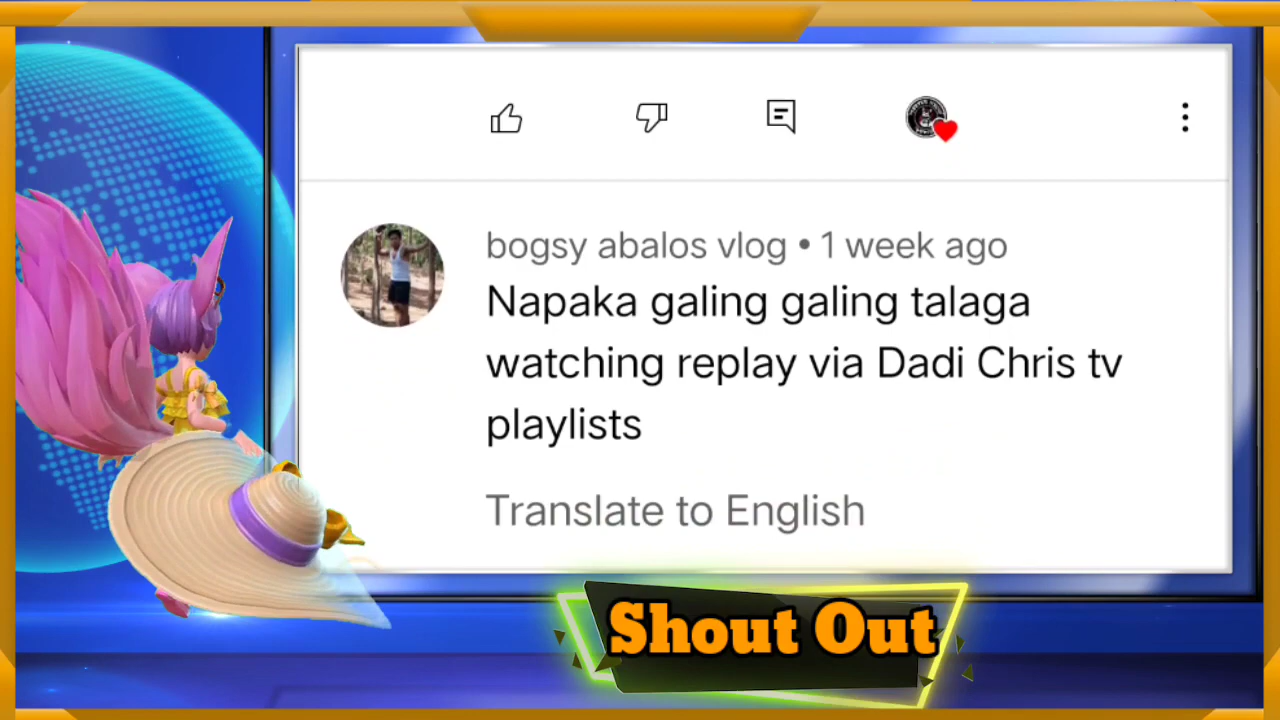 bogsy abalos vlog • 1 week ago
Napaka galing galing talaga
watching replay via Dadi Chris tv
playlists
Translate to English
Shout Out